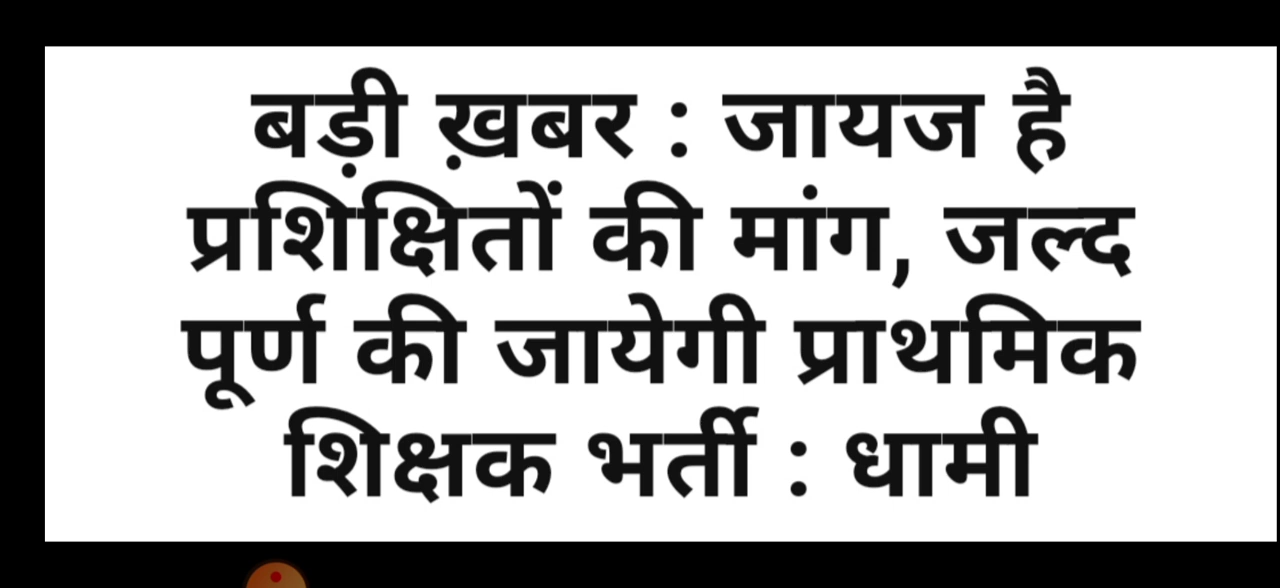 बड़ी ख़बर : जायज है
प्रशिक्षितों की मांग, जल्द
पूर्ण की जायेगी प्राथमिक
शिक्षक भर्ती : धामी